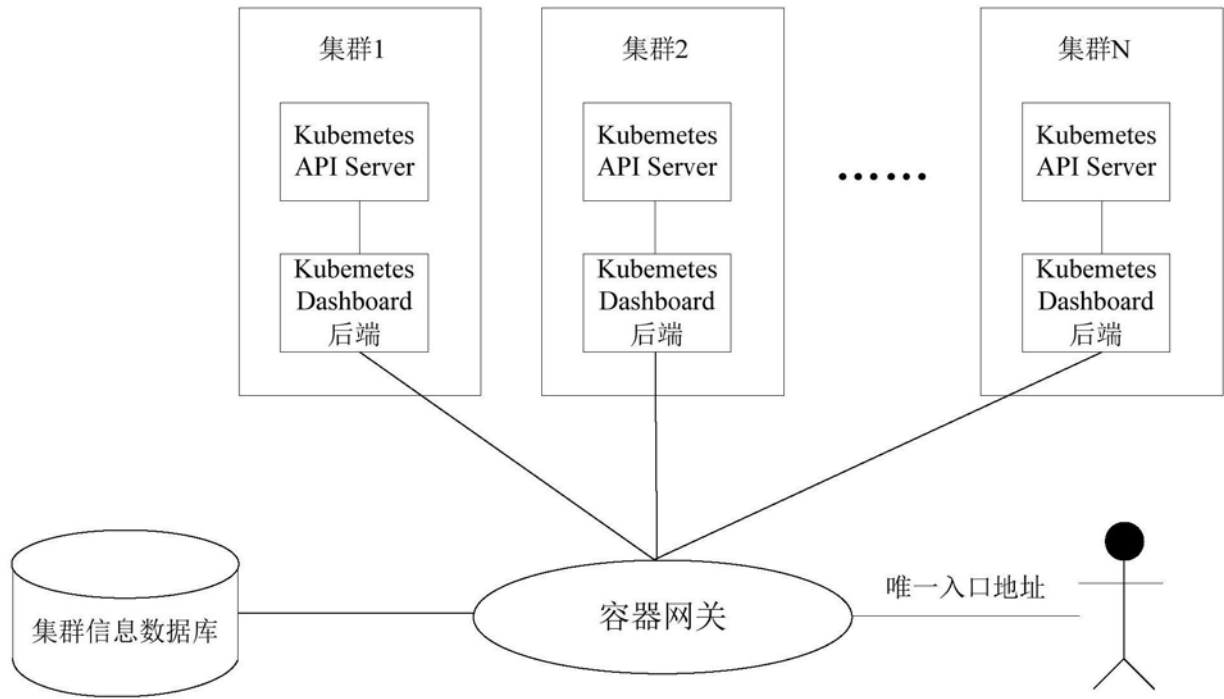 集群1
集群2
集群N
Kubemetes
API Server
Kubemetes
API Server
……
Kubemetes
API Server
Kubemetes
Dashboard
后端
Kubemetes
Dashboard
后端
Kubemetes
Dashboard
后端
集群信息数据库
容器网关
唯一入口地址